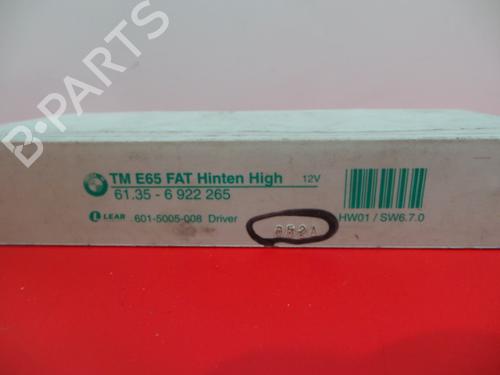 B-PARTS
TM E65 FAT Hinten High 12V
61.35 - 6 922 265
LEAR 601-5005-008 Driver HW01 / SW6.7.0